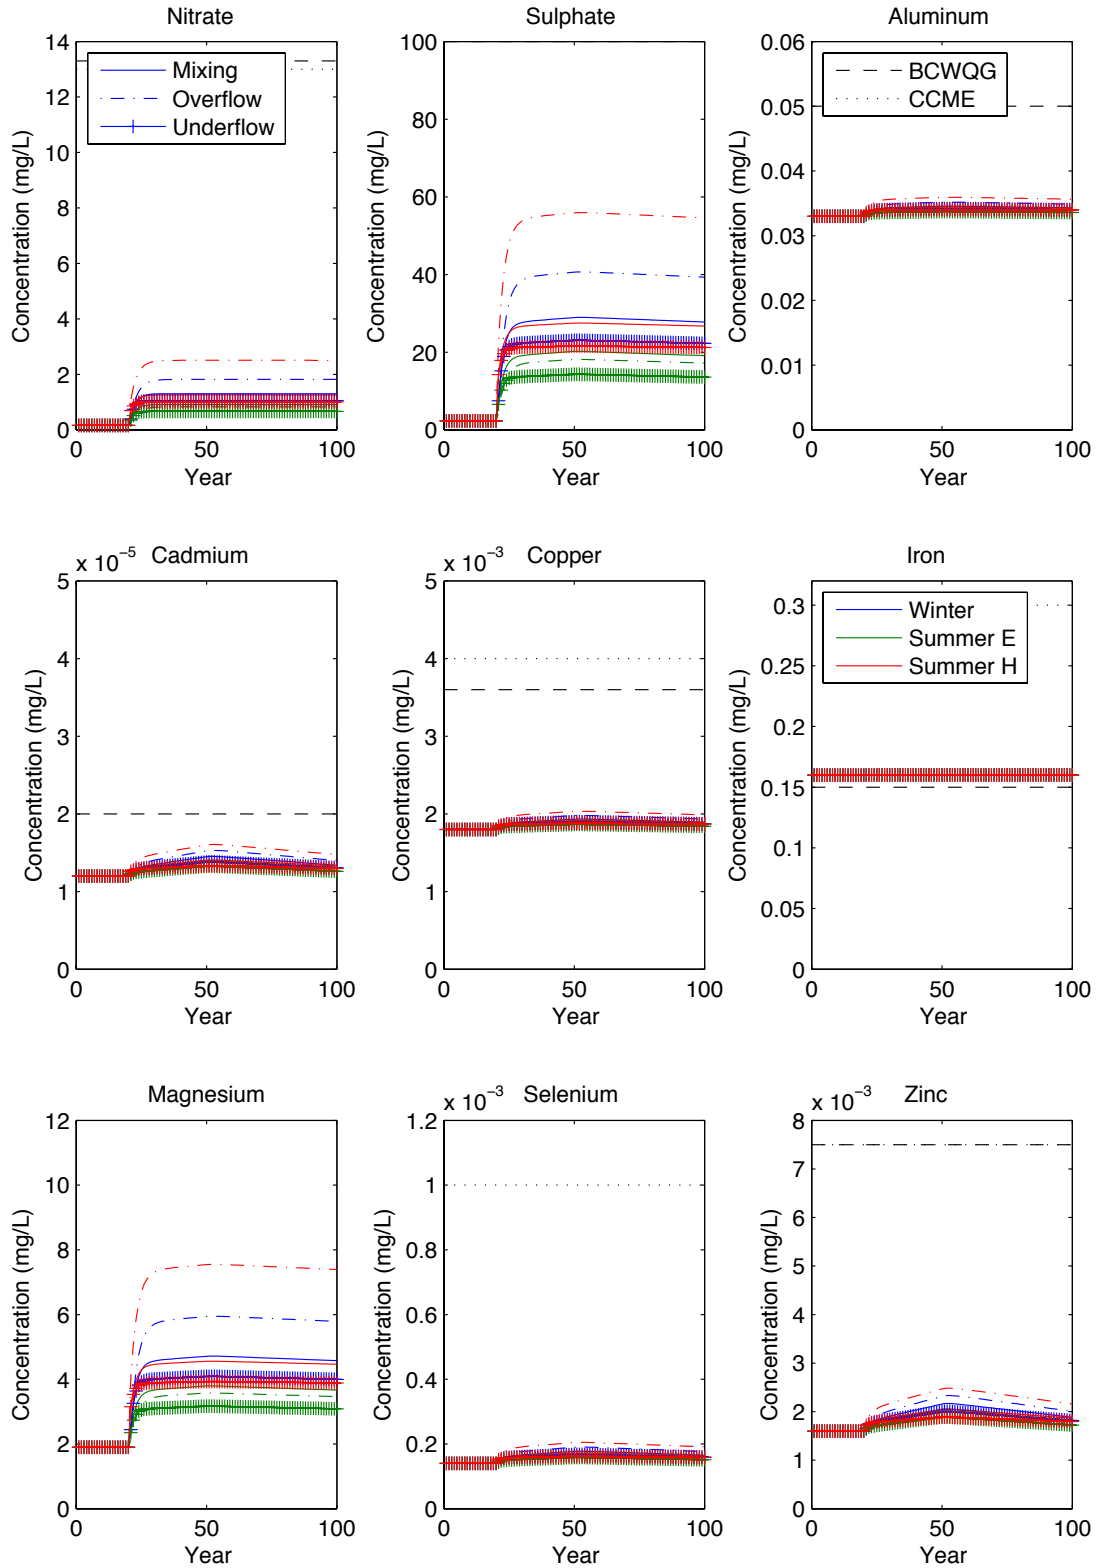 Nitrate
14
12
10
8
6
4
2
0
0 50 100
Concentration (mg/L)
Year
Mixing
Overflow
Underflow
Sulphate
100
80
60
40
20
0
0 50 100
Concentration (mg/L)
Year
Aluminum
0.06
0.05
0.04
0.03
0.02
0.01
0
0 50 100
Concentration (mg/L)
Year
BCWQG
CCME
x 10⁻⁵ Cadmium
5
4
3
2
1
0
0 50 100
Concentration (mg/L)
Year
x 10⁻³ Copper
5
4
3
2
1
0
0 50 100
Concentration (mg/L)
Year
Iron
0.3
0.25
0.2
0.15
0.1
0.05
0
0 50 100
Concentration (mg/L)
Year
Winter
Summer E
Summer H
Magnesium
12
10
8
6
4
2
0
0 50 100
Concentration (mg/L)
Year
x 10⁻³ Selenium
1.2
1
0.8
0.6
0.4
0.2
0
0 50 100
Concentration (mg/L)
Year
x 10⁻³ Zinc
8
7
6
5
4
3
2
1
0
0 50 100
Concentration (mg/L)
Year